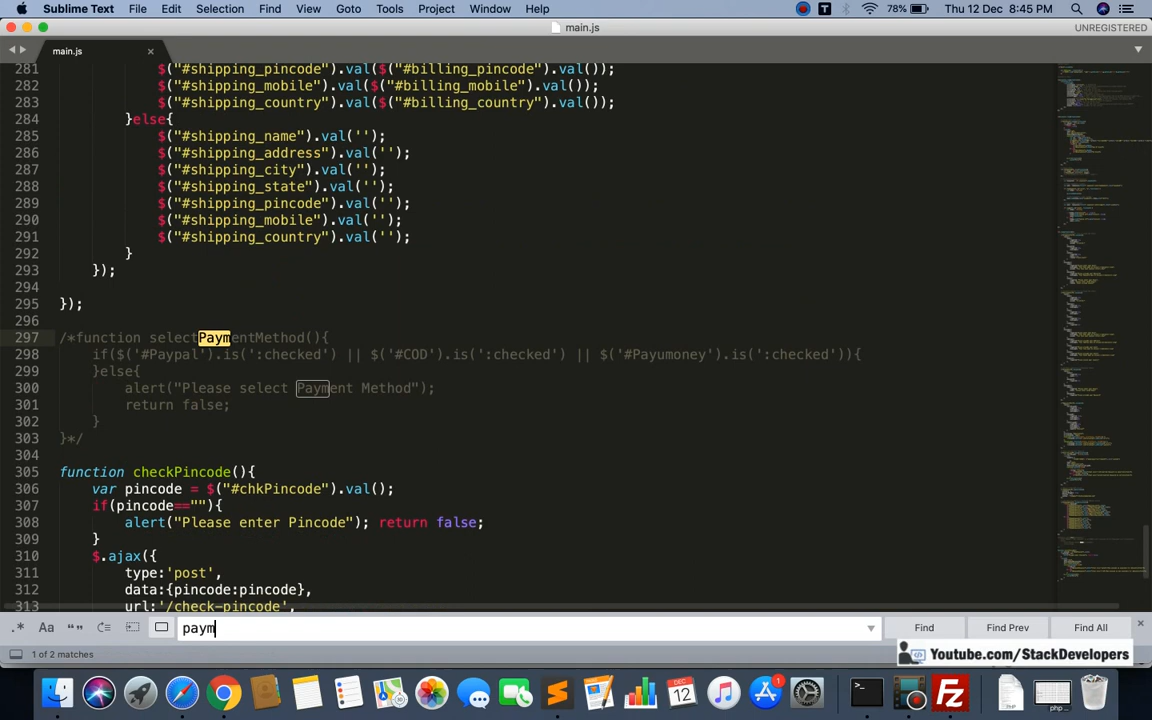 Sublime Text File Edit Selection Find View Goto Tools Project Window Help 78% Thu 12 Dec 8:45 PM
main.js UNREGISTERED
main.js
281 $("#shipping_pincode").val($("#billing_pincode").val());
282 $("#shipping_mobile").val($("#billing_mobile").val());
283 $("#shipping_country").val($("#billing_country").val());
284 }else{
285 $("#shipping_name").val('');
286 $("#shipping_address").val('');
287 $("#shipping_city").val('');
288 $("#shipping_state").val('');
289 $("#shipping_pincode").val('');
290 $("#shipping_mobile").val('');
291 $("#shipping_country").val('');
292 }
293 });
294
295 });
296
297 /*function selectPaymentMethod(){
298 if($('#Paypal').is(':checked') || $('#COD').is(':checked') || $('#Payumoney').is(':checked')){
299 }else{
300 alert("Please select Payment Method");
301 return false;
302 }
303 }*/
304
305 function checkPincode(){
306 var pincode = $("#chkPincode").val();
307 if(pincode==""){
308 alert("Please enter Pincode"); return false;
309 }
310 $.ajax({
311 type:'post',
312 data:{pincode:pincode},
313 url:'/check-pincode',
.* Aa “” paym Find Find Prev Find All
1 of 2 matches
Youtube.com/StackDevelopers
DEC 12 1 >_ Fz PHP php